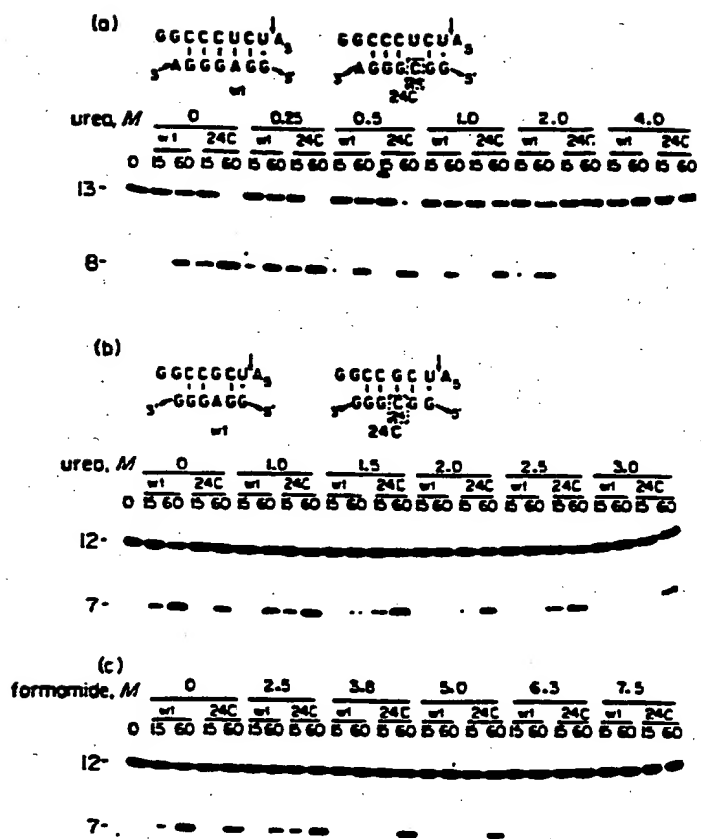 (a)
GGCCCUCUA5 GGCCCUCUA5
3' AGGGAGG 5' 3' AGGGCGG 5'
wt 24C
urea, M 0 0.25 0.5 1.0 2.0 4.0
wt 24C wt 24C wt 24C wt 24C wt 24C wt 24C
0 15 60 15 60 15 60 15 60 15 60 15 60 15 60 15 60 15 60 15 60 15 60 15 60
13-
8-
(b)
GGCCGCUA5 GGCCGCUA5
3' GGGAGG 5' GGGCGG 5'
wt 24C
urea, M 0 1.0 1.5 2.0 2.5 3.0
wt 24C wt 24C wt 24C wt 24C wt 24C wt 24C
0 15 60 15 60 15 60 15 60 15 60 15 60 15 60 15 60 15 60 15 60 15 60 15 60
12-
7-
(c)
formamide, M 0 2.5 3.8 5.0 6.3 7.5
wt 24C wt 24C wt 24C wt 24C wt 24C wt 24C
0 15 60 15 60 15 60 15 60 15 60 15 60 15 60 15 60 15 60 15 60 15 60 15 60
12-
7-